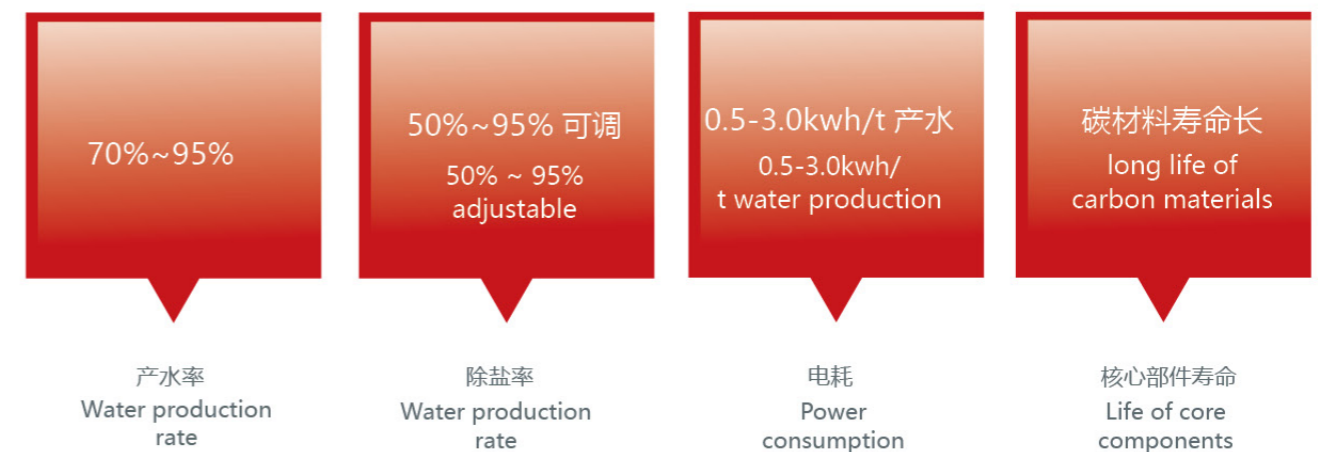 70%~95%
产水率
Water production
rate
50%~95% 可调
50% ~ 95%
adjustable
除盐率
Water production
rate
0.5-3.0kwh/t 产水
0.5-3.0kwh/
t water production
电耗
Power
consumption
碳材料寿命长
long life of
carbon materials
核心部件寿命
Life of core
components